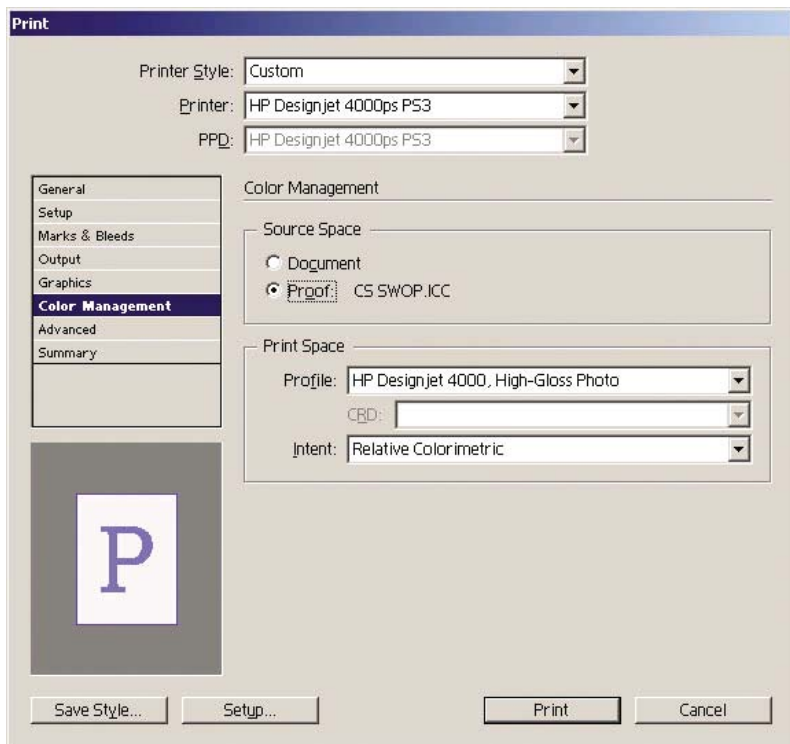 Print
Printer Style: Custom
Printer: HP Designjet 4000ps PS3
PPD: HP Designjet 4000ps PS3
General
Setup
Marks & Bleeds
Output
Graphics
Color Management
Advanced
Summary
Color Management
Source Space
Document
Proof: CS SWOP.ICC
Print Space
Profile: HP Designjet 4000, High-Gloss Photo
CRD:
Intent: Relative Colorimetric
P
Save Style...
Setup...
Print
Cancel